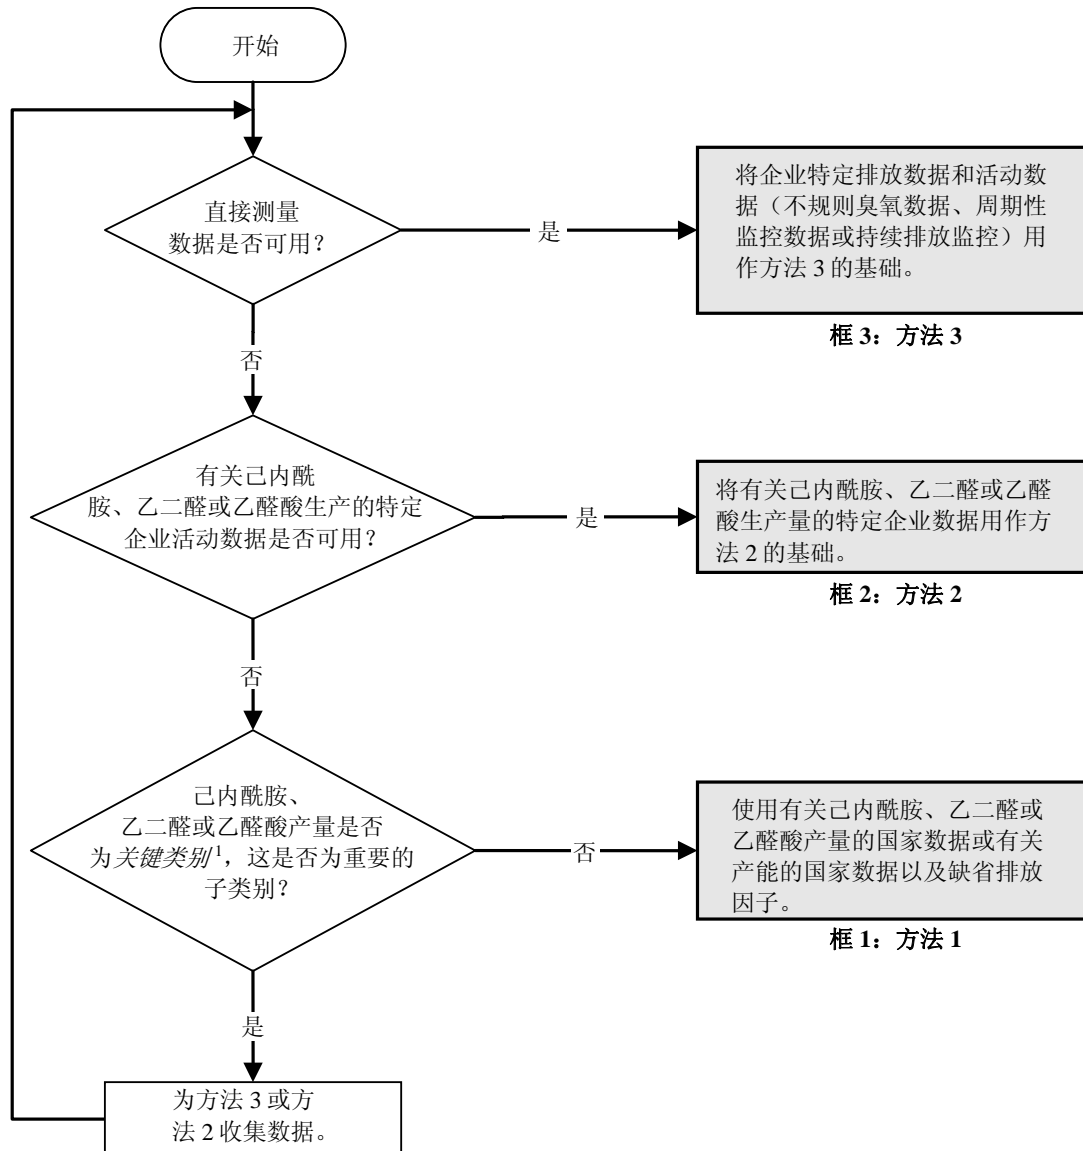 开始
直接测量
数据是否可用？
是
将企业特定排放数据和活动数
据（不规则臭氧数据、周期性
监控数据或持续排放监控）用
作方法 3 的基础。
框 3：方法 3
否
有关己内酰
胺、乙二醛或乙醛酸生产的特定
企业活动数据是否可用？
是
将有关己内酰胺、乙二醛或乙醛
酸生产量的特定企业数据用作方
法 2 的基础。
框 2：方法 2
否
己内酰胺、
乙二醛或乙醛酸产量是否
为关键类别1，这是否为重要的
子类别？
否
使用有关己内酰胺、乙二醛或
乙醛酸产量的国家数据或有关
产能的国家数据以及缺省排放
因子。
框 1：方法 1
是
为方法 3 或方
法 2 收集数据。